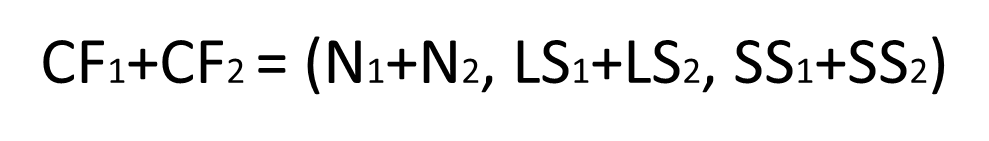 CF₁+CF₂ = (N₁+N₂, LS₁+LS₂, SS₁+SS₂)